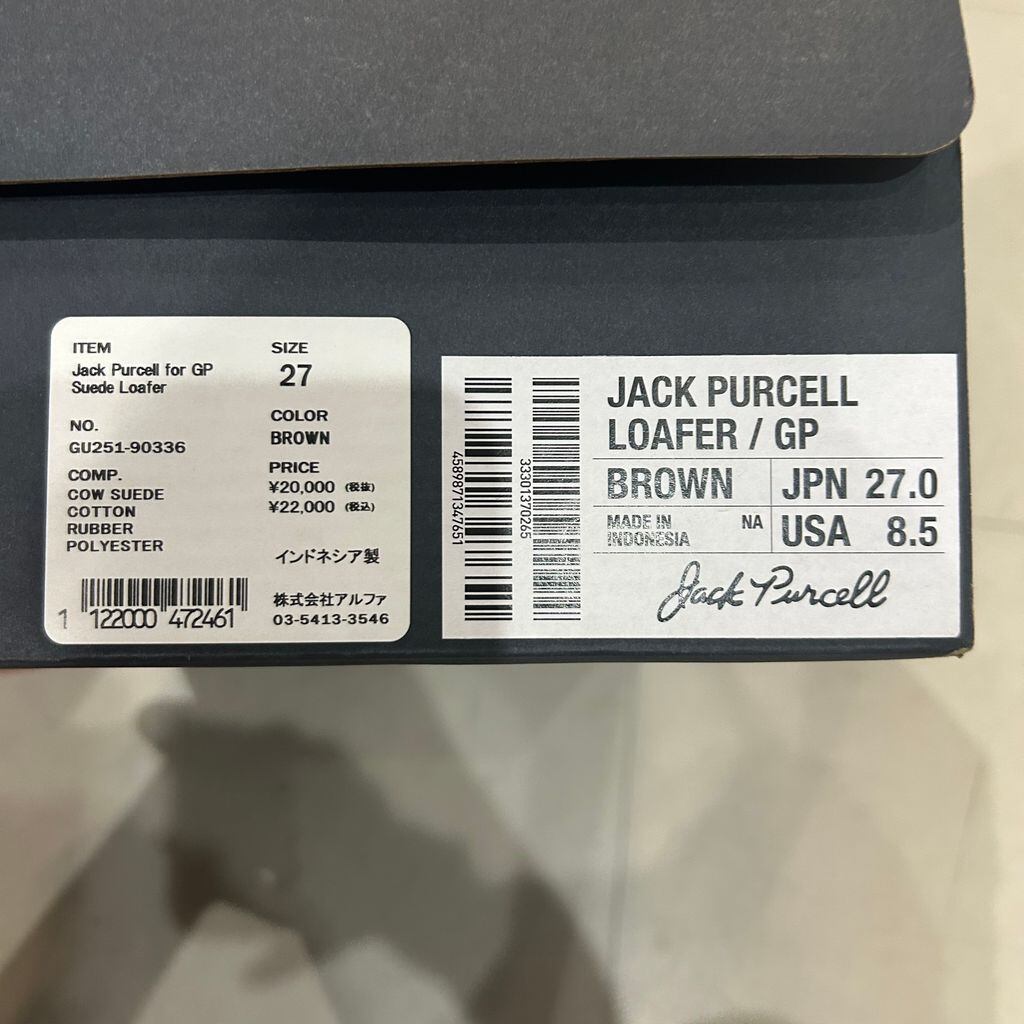 ITEM
Jack Purcell for GP
Suede Loafer
NO.
GU251-90336
COMP.
COW SUEDE
COTTON
RUBBER
POLYESTER
1 122000 472461
SIZE
27
COLOR
BROWN
PRICE
¥20,000 (税抜)
¥22,000 (税込)
インドネシア製
株式会社アルファ
03-5413-3546
4589871347651
33301370265
JACK PURCELL
LOAFER / GP
BROWN
JPN 27.0
MADE IN
INDONESIA
NA
USA 8.5
Jack Purcell